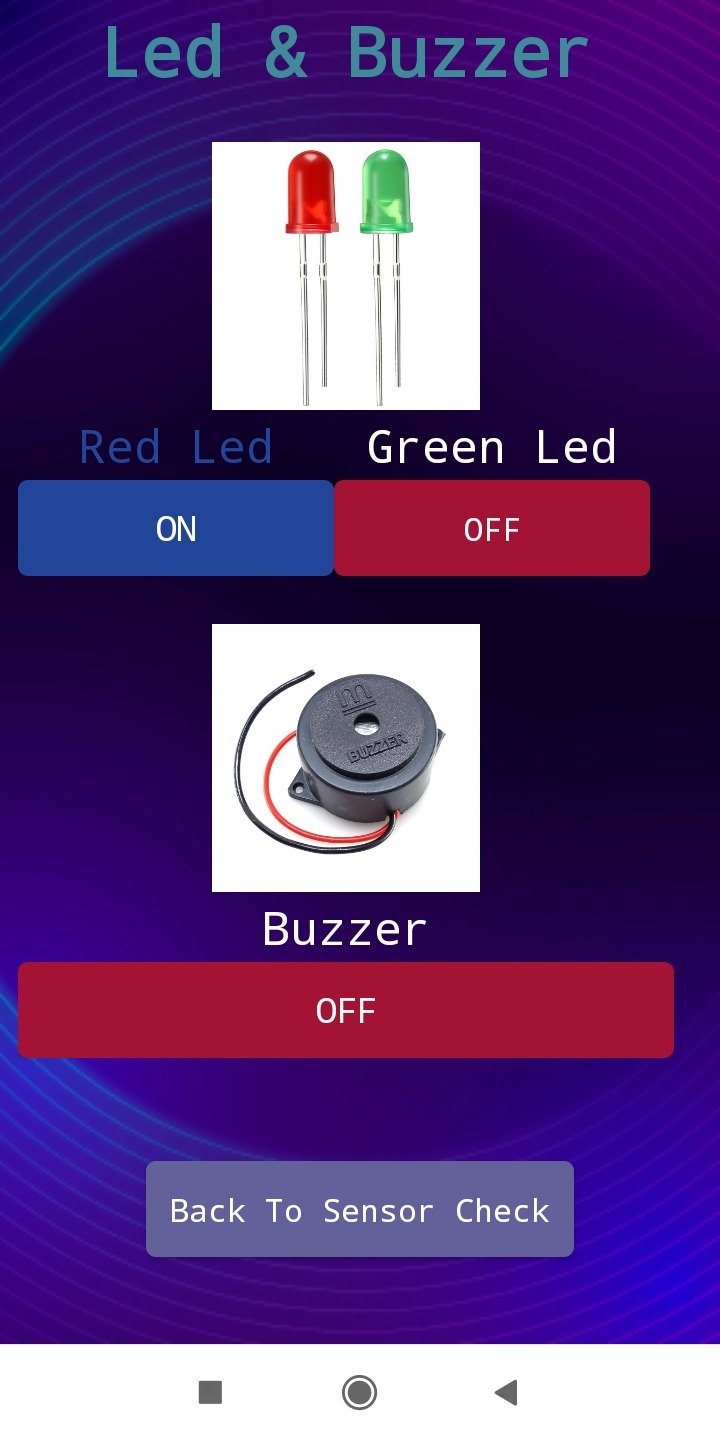 Led & Buzzer
Red Led Green Led
ON OFF
BUZZER
Buzzer
OFF
Back To Sensor Check